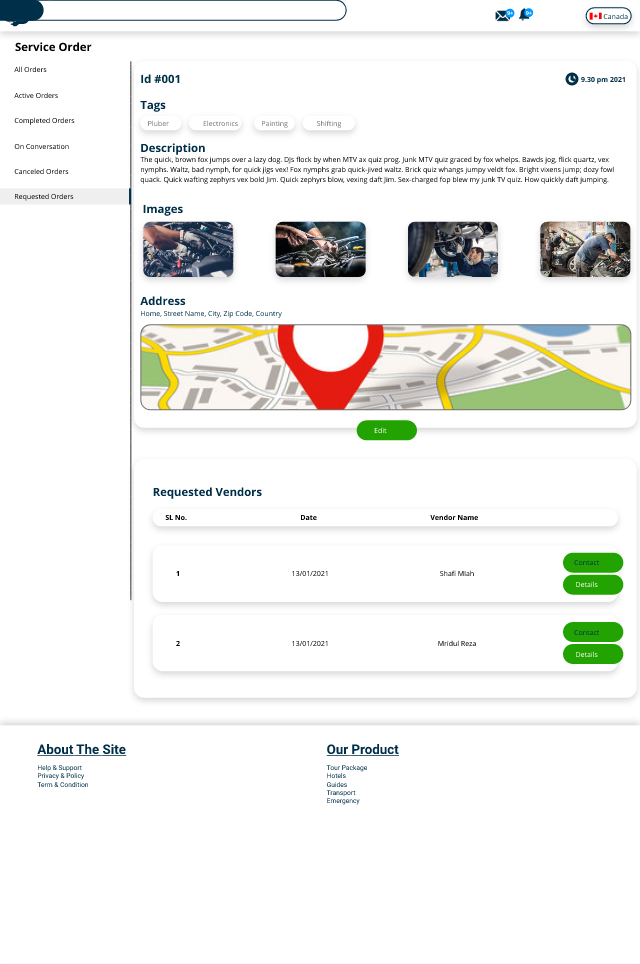 9+
9+
Canada
Service Order
All Orders
Active Orders
Completed Orders
On Conversation
Canceled Orders
Requested Orders
Id #001
9.30 pm 2021
Tags
Pluber
Electronics
Painting
Shifting
Description
The quick, brown fox jumps over a lazy dog. DJs flock by when MTV ax quiz prog. Junk MTV quiz graced by fox whelps. Bawds jog, flick quartz, vex
nymphs. Waltz, bad nymph, for quick jigs vex! Fox nymphs grab quick-jived waltz. Brick quiz whangs jumpy veldt fox. Bright vixens jump; dozy fowl
quack. Quick wafting zephyrs vex bold Jim. Quick zephyrs blow, vexing daft Jim. Sex-charged fop blew my junk TV quiz. How quickly daft jumping.
Images
Address
Home, Street Name, City, Zip Code, Country
Edit
Requested Vendors
SL No. Date Vendor Name
1 13/01/2021 Shafi Miah
Contact
Details
2 13/01/2021 Mridul Reza
Contact
Details
About The Site
Help & Support
Privacy & Policy
Term & Condition
Our Product
Tour Package
Hotels
Guides
Transport
Emergency